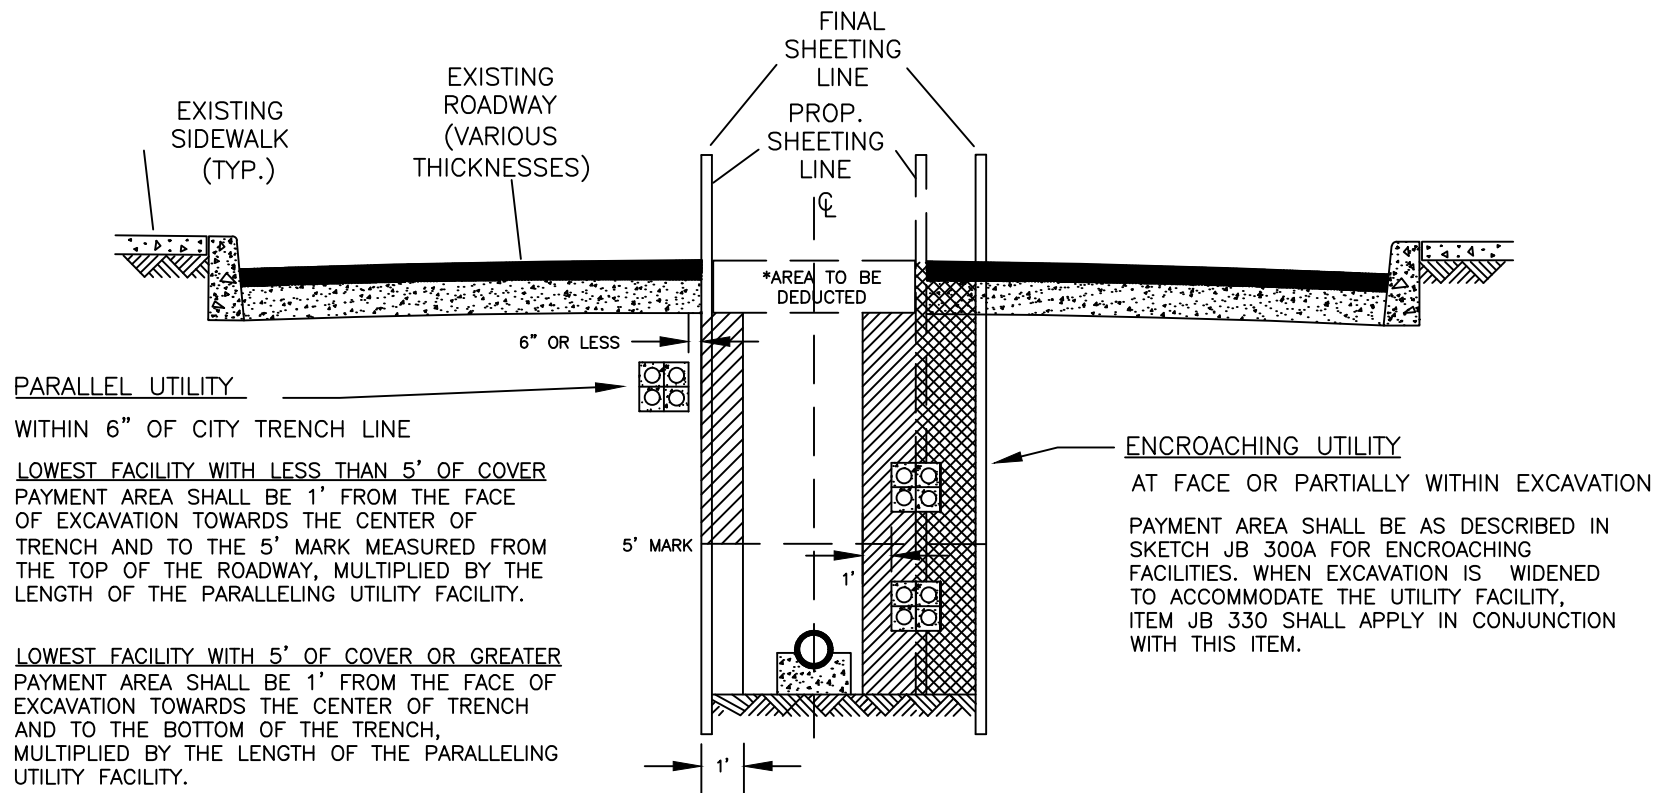 FINAL
SHEETING
LINE
EXISTING
ROADWAY
(VARIOUS
THICKNESSES)
EXISTING
SIDEWALK
(TYP.)
PROP.
SHEETING
LINE
℄
*AREA TO BE
DEDUCTED
6" OR LESS
PARALLEL UTILITY
WITHIN 6" OF CITY TRENCH LINE
LOWEST FACILITY WITH LESS THAN 5' OF COVER
PAYMENT AREA SHALL BE 1' FROM THE FACE
OF EXCAVATION TOWARDS THE CENTER OF
TRENCH AND TO THE 5' MARK MEASURED FROM
THE TOP OF THE ROADWAY, MULTIPLIED BY THE
LENGTH OF THE PARALLELING UTILITY FACILITY.
LOWEST FACILITY WITH 5' OF COVER OR GREATER
PAYMENT AREA SHALL BE 1' FROM THE FACE OF
EXCAVATION TOWARDS THE CENTER OF TRENCH
AND TO THE BOTTOM OF THE TRENCH,
MULTIPLIED BY THE LENGTH OF THE PARALLELING
UTILITY FACILITY.
5' MARK
1'
1'
ENCROACHING UTILITY
AT FACE OR PARTIALLY WITHIN EXCAVATION
PAYMENT AREA SHALL BE AS DESCRIBED IN
SKETCH JB 300A FOR ENCROACHING
FACILITIES. WHEN EXCAVATION IS WIDENED
TO ACCOMMODATE THE UTILITY FACILITY,
ITEM JB 330 SHALL APPLY IN CONJUNCTION
WITH THIS ITEM.